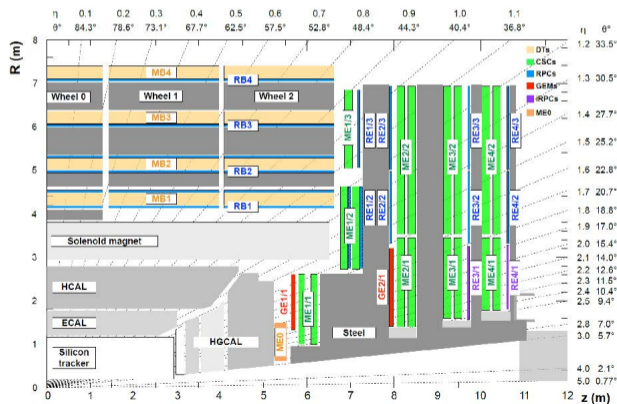 η 0.1 0.2 0.3 0.4 0.5 0.6 0.7 0.8 0.9 1.0 1.1 η θ°
θ° 84.3° 78.6° 73.1° 67.7° 62.5° 57.5° 52.8° 48.4° 44.3° 40.4° 36.8°
R (m)
8
7
6
5
4
3
2
1
0
1.2 33.5°
1.3 30.5°
1.4 27.7°
1.5 25.2°
1.6 22.8°
1.7 20.7°
1.8 18.8°
1.9 17.0°
2.0 15.4°
2.1 14.0°
2.2 12.6°
2.3 11.5°
2.4 10.4°
2.5 9.4°
2.8 7.0°
3.0 5.7°
4.0 2.1°
5.0 0.77°
DTs
CSCs
RPCs
GEMs
iRPCs
ME0
MB4
RB4
Wheel 0 Wheel 1 Wheel 2
MB3
RB3
MB2
RB2
MB1
RB1
Solenoid magnet
HCAL
ECAL
Silicon
tracker
HGCAL
Steel
ME0
GE1/1
ME1/1
ME1/2
ME1/3
RE1/3
RE2/3
RE1/2
RE2/2
GE2/1
ME2/1
ME2/2
ME3/1
ME3/2
RE3/3
RE3/2
RE3/1
ME4/1
ME4/2
RE4/3
RE4/2
RE4/1
0 1 2 3 4 5 6 7 8 9 10 11 12
z (m)